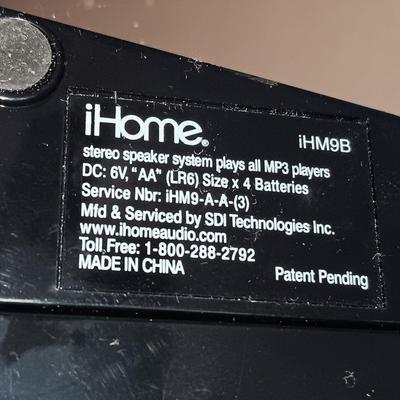 iHome® iHM9B
stereo speaker system plays all MP3 players
DC: 6V, "AA" (LR6) Size x 4 Batteries
Service Nbr: iHM9-A-A-(3)
Mfd & Serviced by SDI Technologies Inc.
www.ihomeaudio.com
Toll Free: 1-800-288-2792
MADE IN CHINA Patent Pending